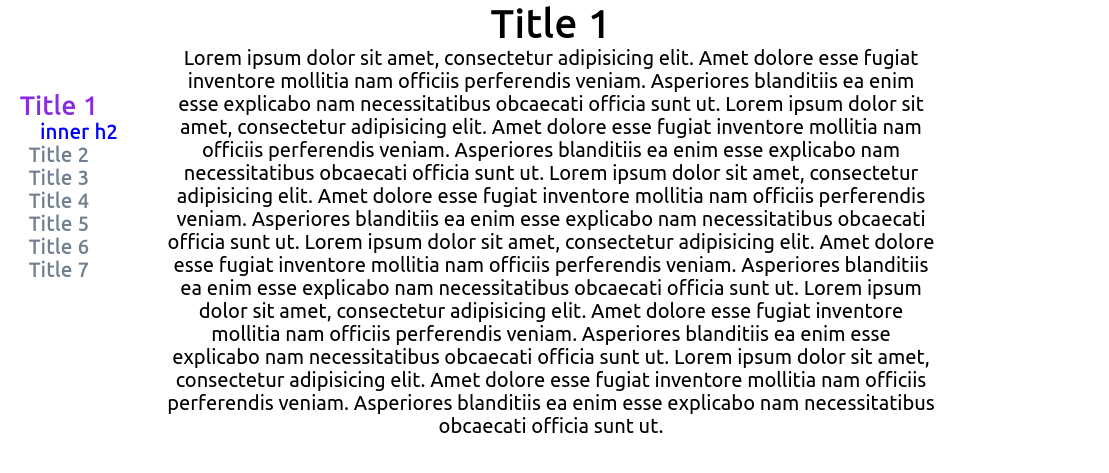 Title 1
Lorem ipsum dolor sit amet, consectetur adipisicing elit. Amet dolore esse fugiat
inventore mollitia nam officiis perferendis veniam. Asperiores blanditiis ea enim
esse explicabo nam necessitatibus obcaecati officia sunt ut. Lorem ipsum dolor sit
amet, consectetur adipisicing elit. Amet dolore esse fugiat inventore mollitia nam
officiis perferendis veniam. Asperiores blanditiis ea enim esse explicabo nam
necessitatibus obcaecati officia sunt ut. Lorem ipsum dolor sit amet, consectetur
adipisicing elit. Amet dolore esse fugiat inventore mollitia nam officiis perferendis
veniam. Asperiores blanditiis ea enim esse explicabo nam necessitatibus obcaecati
officia sunt ut. Lorem ipsum dolor sit amet, consectetur adipisicing elit. Amet dolore
esse fugiat inventore mollitia nam officiis perferendis veniam. Asperiores blanditiis
ea enim esse explicabo nam necessitatibus obcaecati officia sunt ut. Lorem ipsum
dolor sit amet, consectetur adipisicing elit. Amet dolore esse fugiat inventore
mollitia nam officiis perferendis veniam. Asperiores blanditiis ea enim esse
explicabo nam necessitatibus obcaecati officia sunt ut. Lorem ipsum dolor sit amet,
consectetur adipisicing elit. Amet dolore esse fugiat inventore mollitia nam officiis
perferendis veniam. Asperiores blanditiis ea enim esse explicabo nam necessitatibus
obcaecati officia sunt ut.
Title 1
inner h2
Title 2
Title 3
Title 4
Title 5
Title 6
Title 7